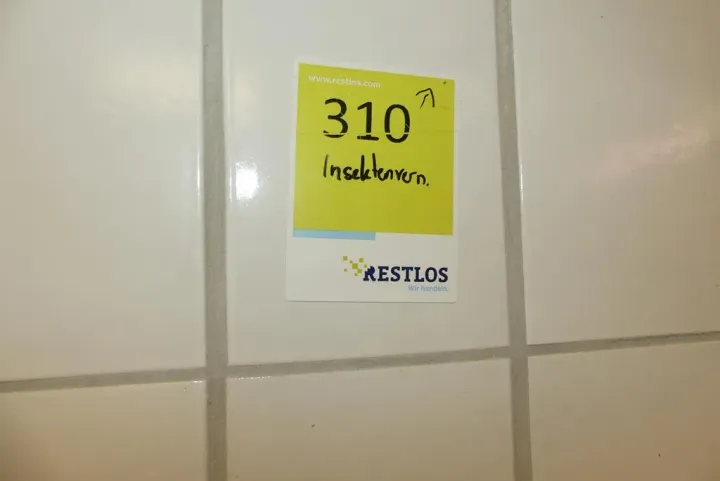 www.restlos.com
310
Insektenvern.
RESTLOS
Wir handeln.